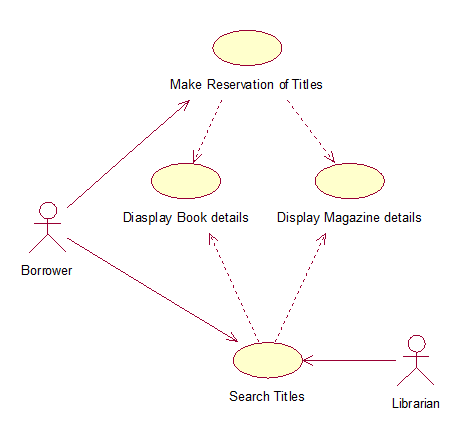 Make Reservation of Titles
Diasplay Book details
Display Magazine details
Borrower
Search Titles
Librarian